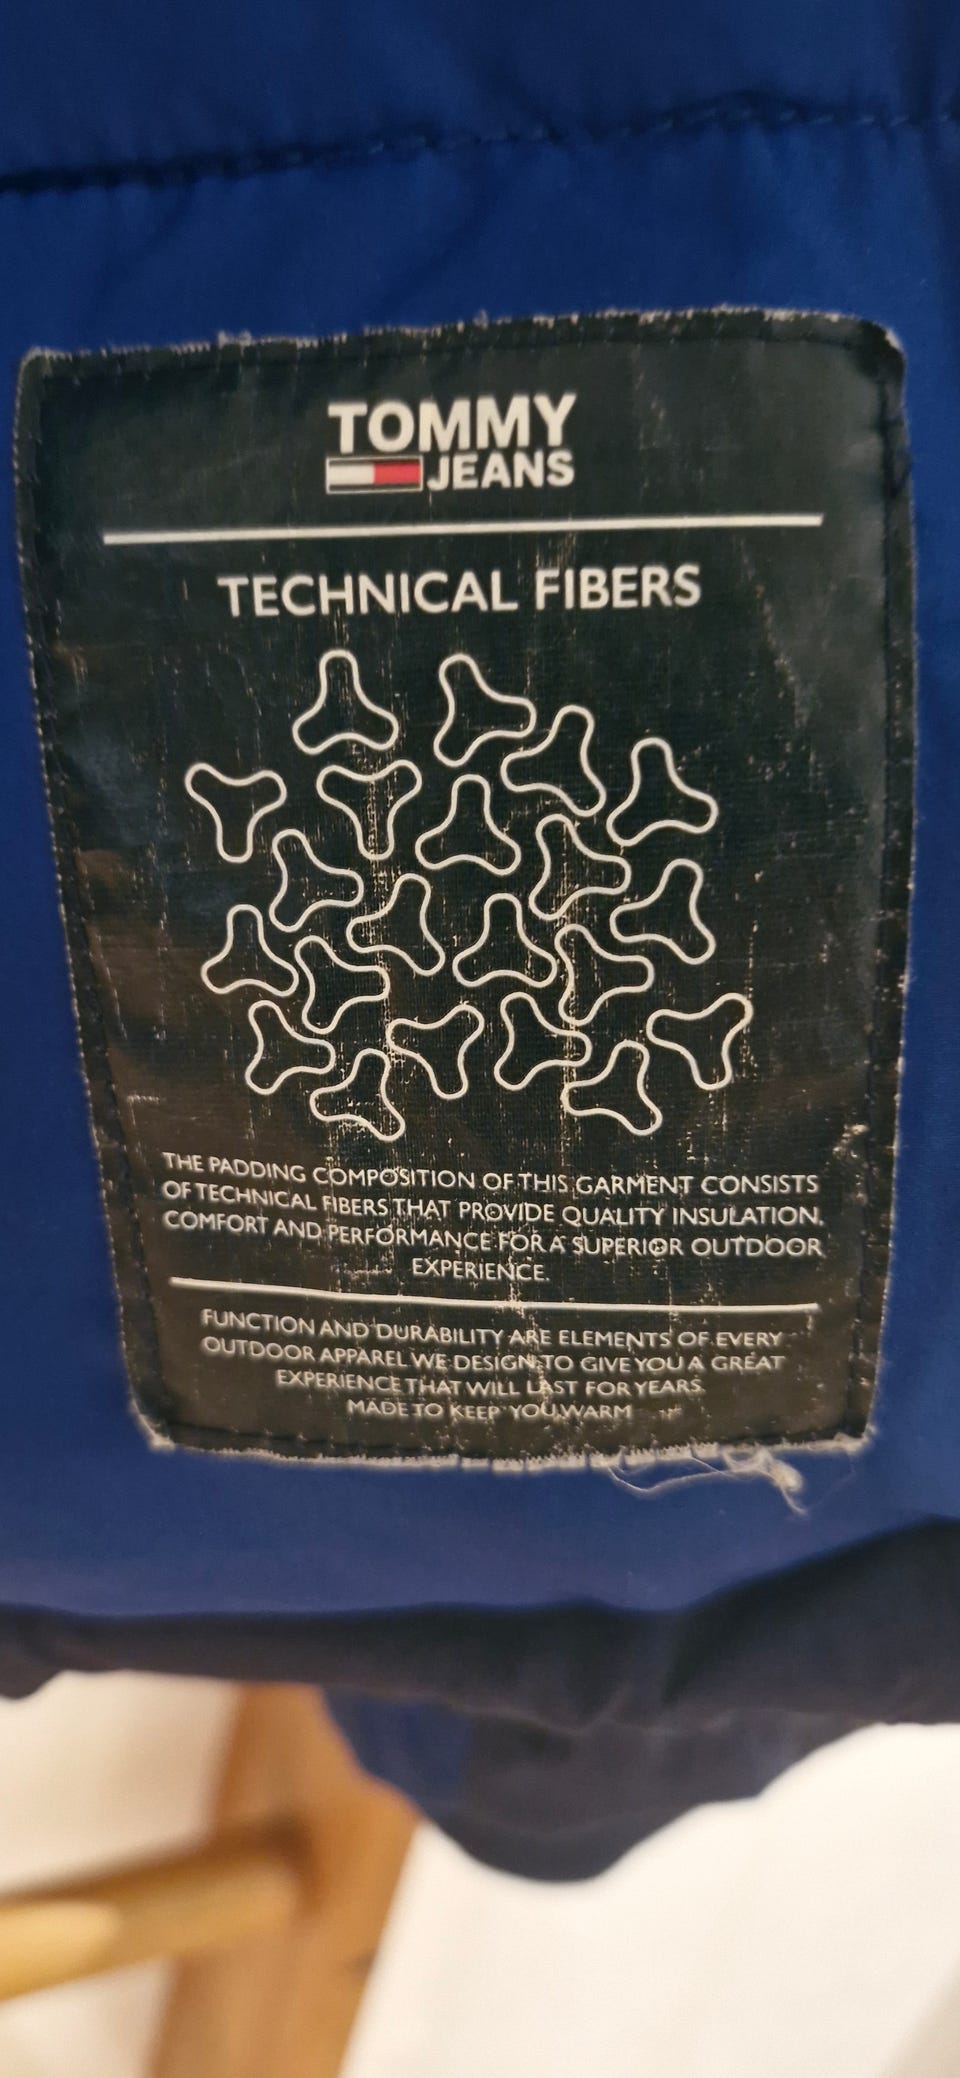 TOMMY
JEANS
TECHNICAL FIBERS
THE PADDING COMPOSITION OF THIS GARMENT CONSISTS
OF TECHNICAL FIBERS THAT PROVIDE QUALITY INSULATION,
COMFORT AND PERFORMANCE FOR A SUPERIOR OUTDOOR
EXPERIENCE.
FUNCTION AND DURABILITY ARE ELEMENTS OF EVERY
OUTDOOR APPAREL WE DESIGN TO GIVE YOU A GREAT
EXPERIENCE THAT WILL LAST FOR YEARS.
MADE TO KEEP YOU WARM